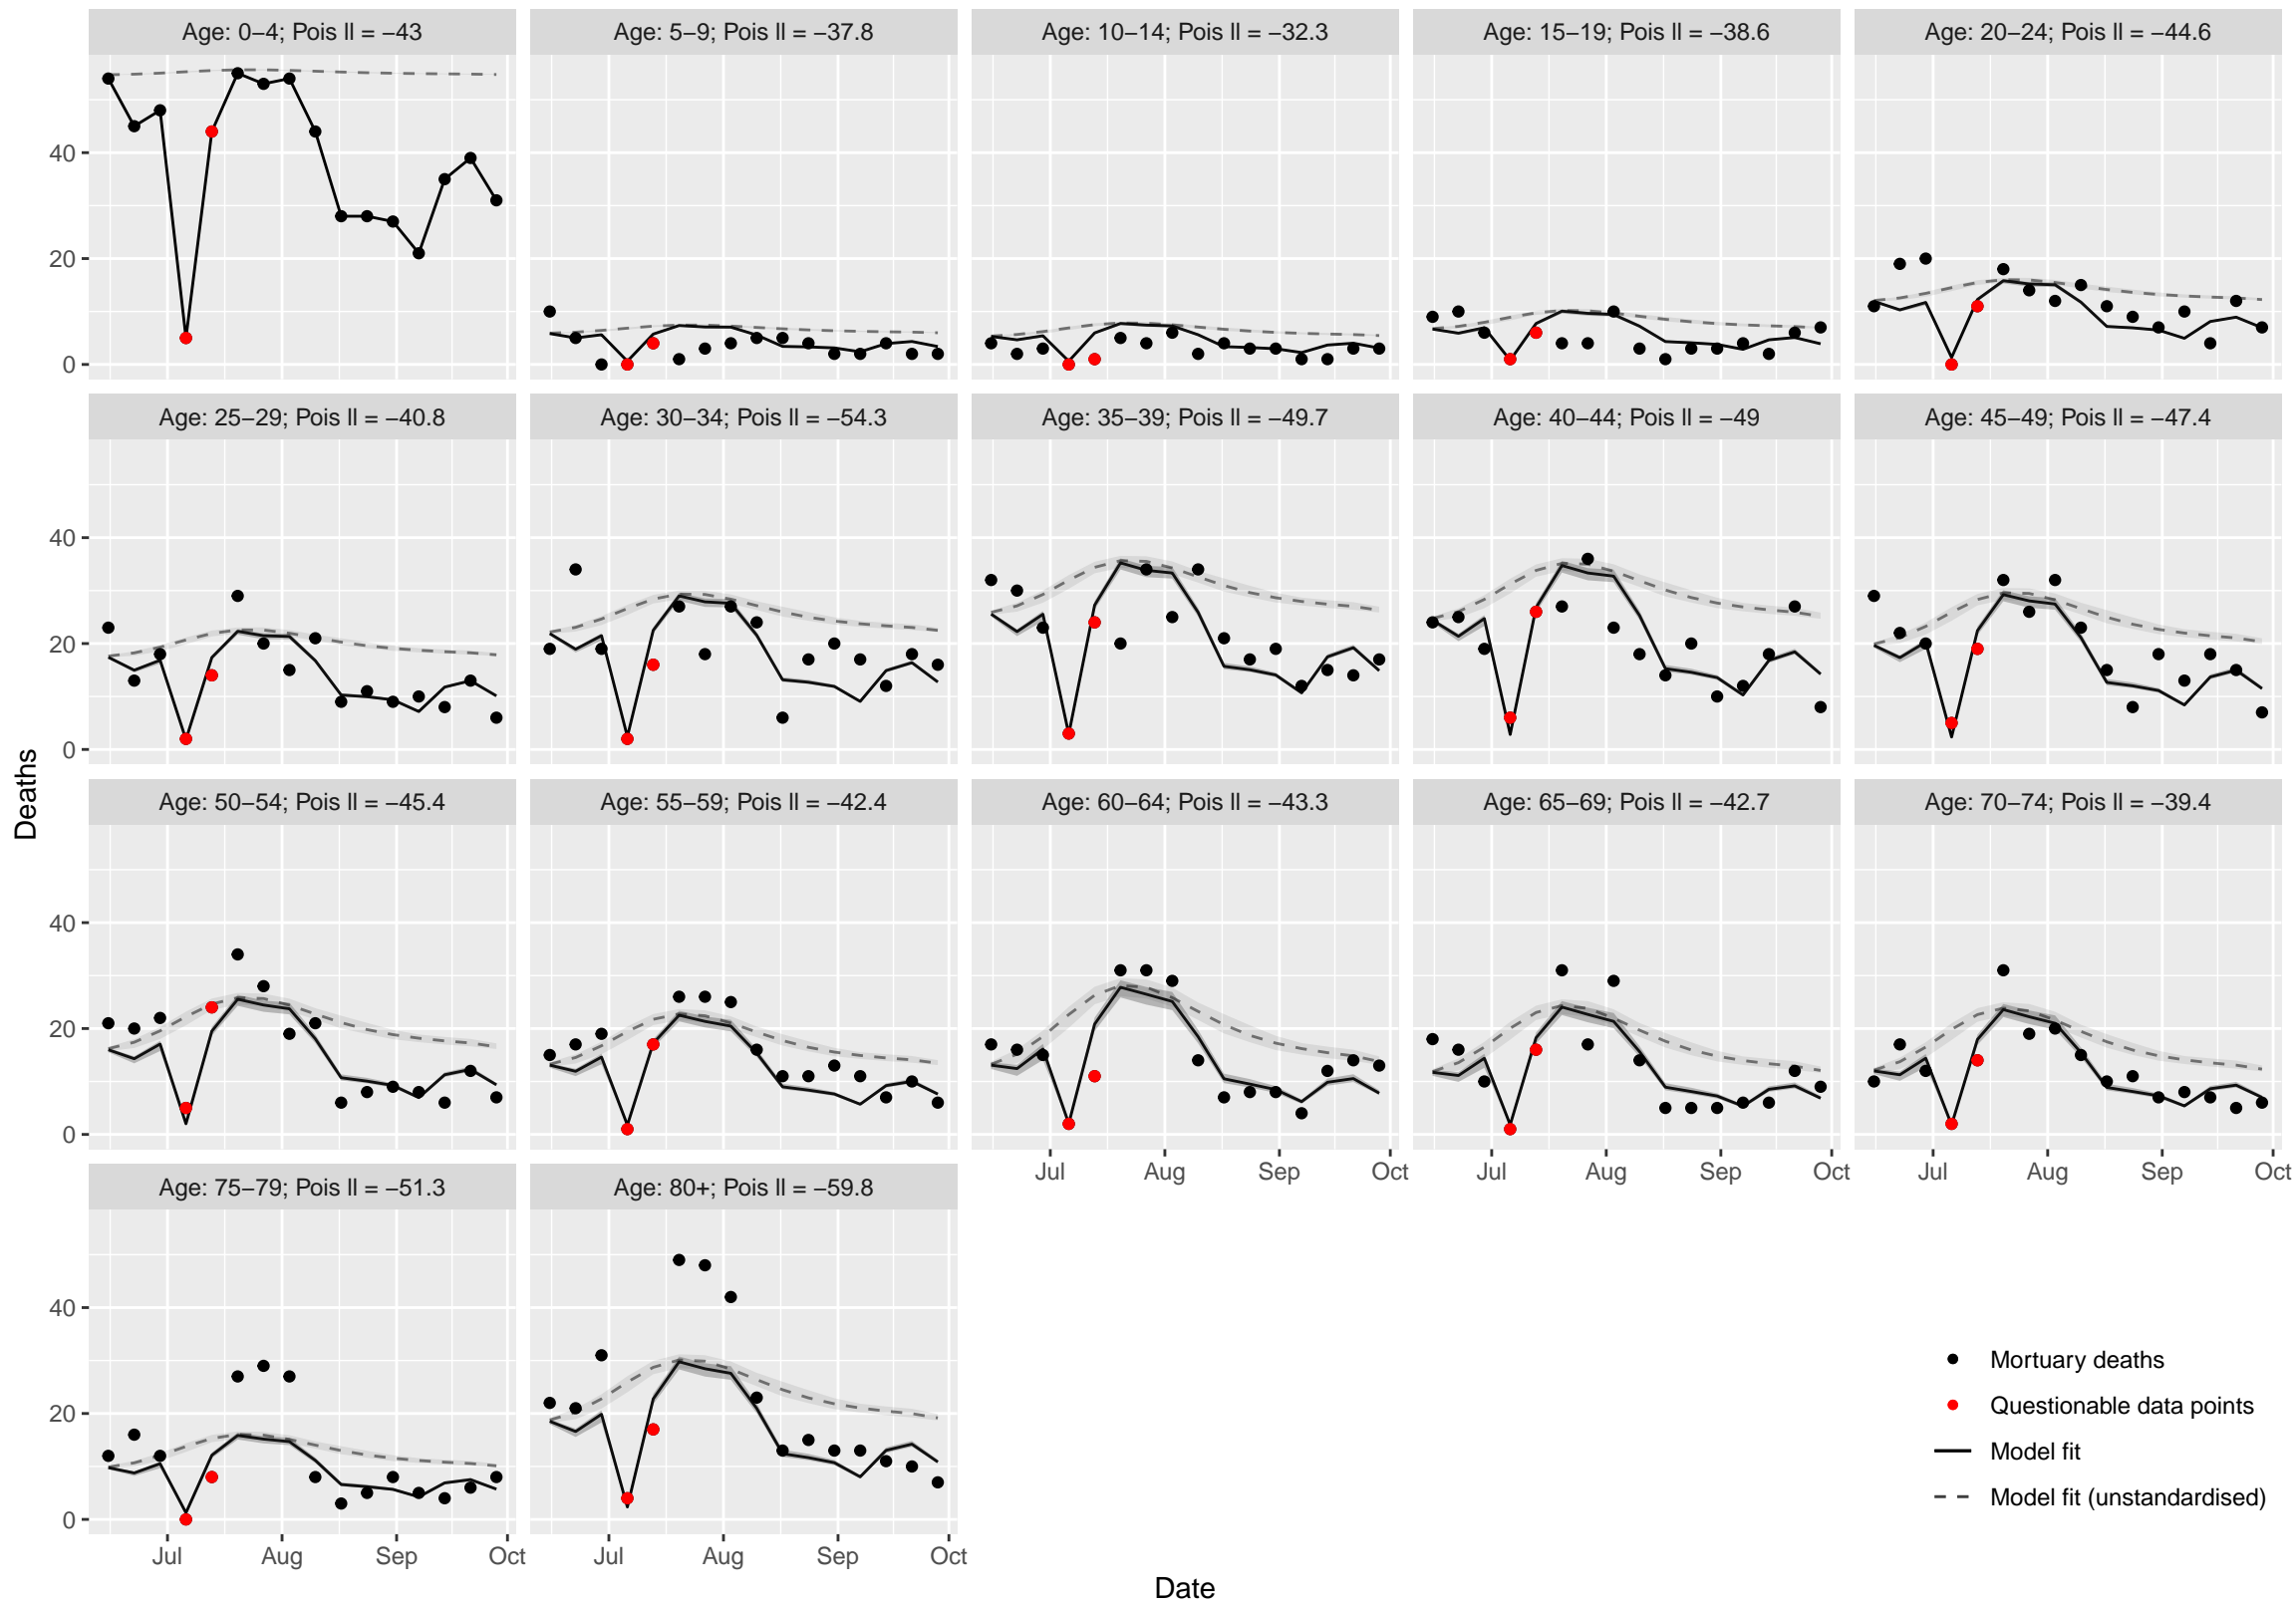 Age: 0−4; Pois ll = −43
Age: 5−9; Pois ll = −37.8
Age: 10−14; Pois ll = −32.3
Age: 15−19; Pois ll = −38.6
Age: 20−24; Pois ll = −44.6
40
20
0
Age: 25−29; Pois ll = −40.8
Age: 30−34; Pois ll = −54.3
Age: 35−39; Pois ll = −49.7
Age: 40−44; Pois ll = −49
Age: 45−49; Pois ll = −47.4
40
20
0
Deaths
Age: 50−54; Pois ll = −45.4
Age: 55−59; Pois ll = −42.4
Age: 60−64; Pois ll = −43.3
Age: 65−69; Pois ll = −42.7
Age: 70−74; Pois ll = −39.4
40
20
0
Jul Aug Sep Oct
Jul Aug Sep Oct
Jul Aug Sep Oct
Age: 75−79; Pois ll = −51.3
Age: 80+; Pois ll = −59.8
40
20
0
Jul Aug Sep Oct
Jul Aug Sep Oct
Mortuary deaths
Questionable data points
Model fit
Model fit (unstandardised)
Date